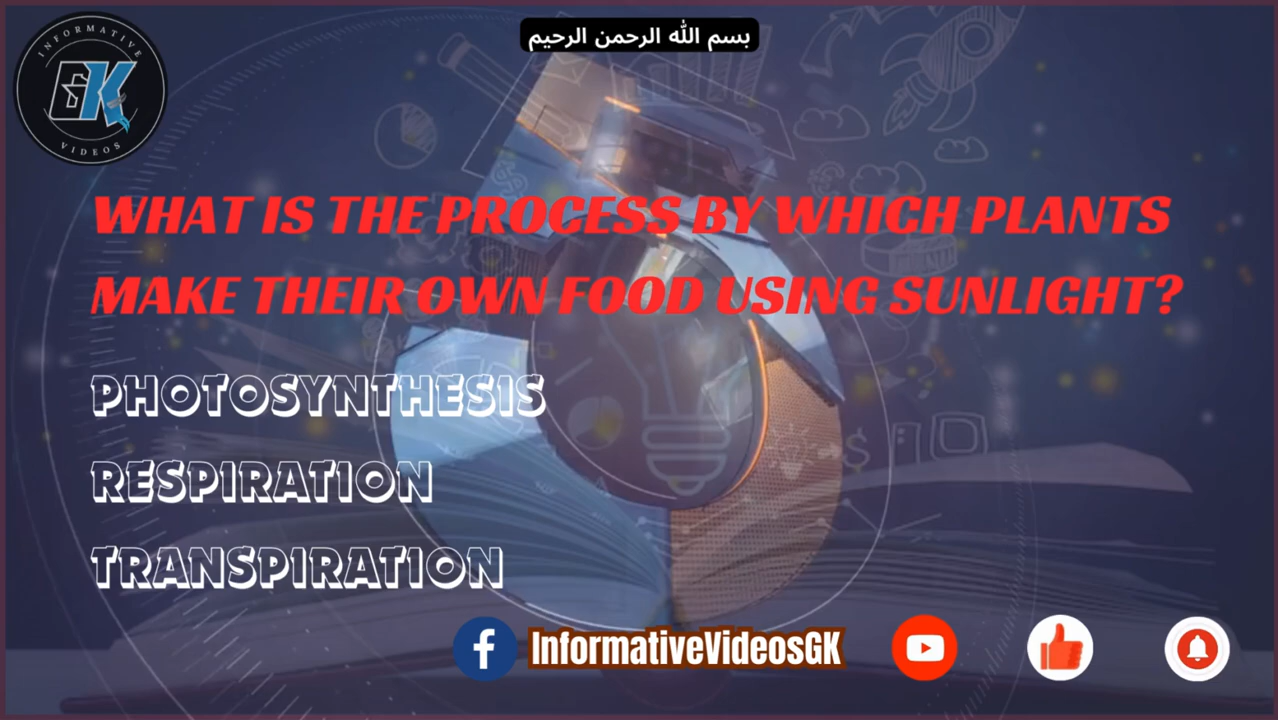 بسم الله الرحمن الرحيم
INFORMATIVE
GK
VIDEOS
WHAT IS THE PROCESS BY WHICH PLANTS
MAKE THEIR OWN FOOD USING SUNLIGHT?
PHOTOSYNTHESIS
RESPIRATION
TRANSPIRATION
InformativeVideosGK